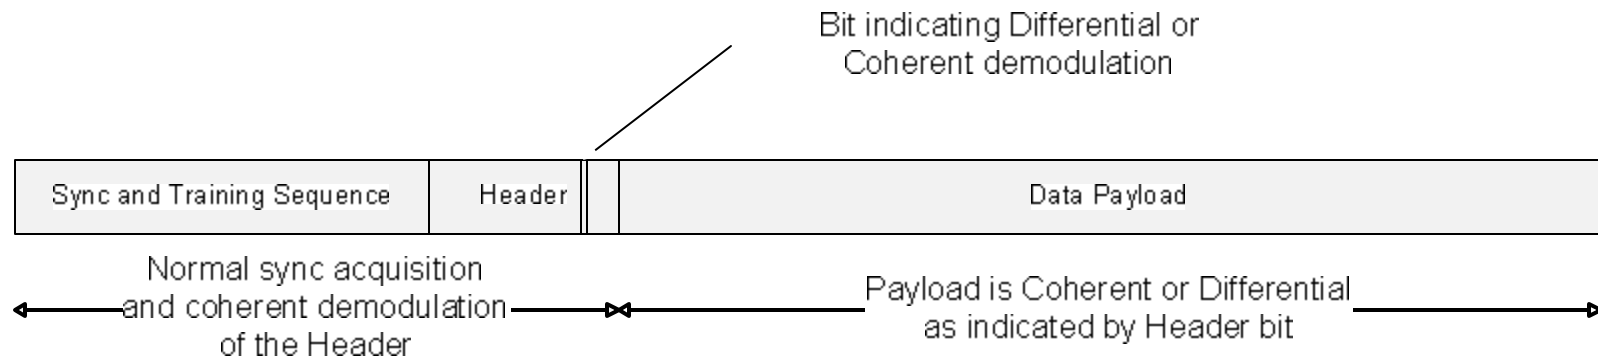 Bit indicating Differential or
Coherent demodulation
Sync and Training Sequence
Header
Data Payload
Normal sync acquisition
and coherent demodulation
of the Header
Payload is Coherent or Differential
as indicated by Header bit